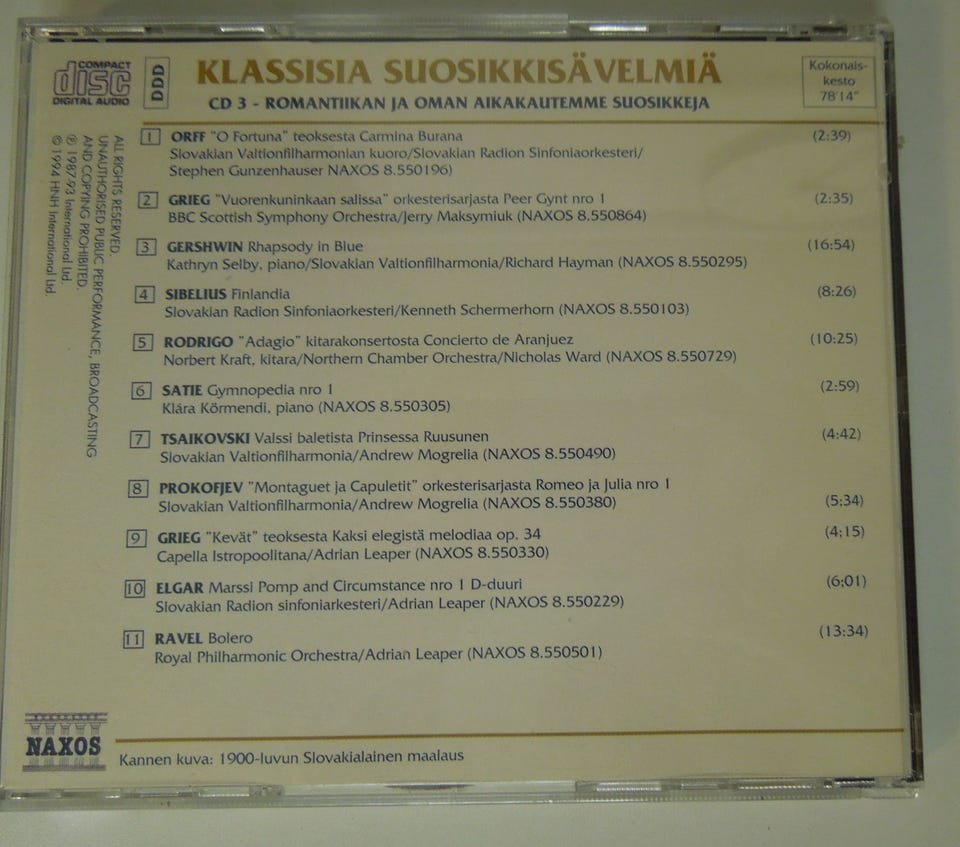 COMPACT
disc
DIGITAL AUDIO
DDD
KLASSISIA SUOSIKKISÄVELMIÄ
CD 3 - ROMANTIIKAN JA OMAN AIKAKAUTEMME SUOSIKKEJA
Kokonais-
kesto
78'14"
1 ORFF "O Fortuna" teoksesta Carmina Burana (2:39)
Slovakian Valtionfilharmonian kuoro/Slovakian Radion Sinfoniaorkesteri/
Stephen Gunzenhauser NAXOS 8.550196)
2 GRIEG "Vuorenkuninkaan salissa" orkesterisarjasta Peer Gynt nro 1 (2:35)
BBC Scottish Symphony Orchestra/Jerry Maksymiuk (NAXOS 8.550864)
3 GERSHWIN Rhapsody in Blue (16:54)
Kathryn Selby, piano/Slovakian Valtionfilharmonia/Richard Hayman (NAXOS 8.550295)
4 SIBELIUS Finlandia (8:26)
Slovakian Radion Sinfoniaorkesteri/Kenneth Schermerhorn (NAXOS 8.550103)
5 RODRIGO "Adagio" kitarakonsertosta Concierto de Aranjuez (10:25)
Norbert Kraft, kitara/Northern Chamber Orchestra/Nicholas Ward (NAXOS 8.550729)
6 SATIE Gymnopedia nro 1 (2:59)
Klára Körmendi, piano (NAXOS 8.550305)
7 TSAIKOVSKI Valssi baletista Prinsessa Ruusunen (4:42)
Slovakian Valtionfilharmonia/Andrew Mogrelia (NAXOS 8.550490)
8 PROKOFJEV "Montaguet ja Capuletit" orkesterisarjasta Romeo ja Julia nro 1
Slovakian Valtionfilharmonia/Andrew Mogrelia (NAXOS 8.550380) (5:34)
9 GRIEG "Kevät" teoksesta Kaksi elegistä melodiaa op. 34 (4:15)
Capella Istropoolitana/Adrian Leaper (NAXOS 8.550330)
10 ELGAR Marssi Pomp and Circumstance nro 1 D-duuri (6:01)
Slovakian Radion sinfoniarkesteri/Adrian Leaper (NAXOS 8.550229)
11 RAVEL Bolero (13:34)
Royal Philharmonic Orchestra/Adrian Leaper (NAXOS 8.550501)
ALL RIGHTS RESERVED.
UNAUTHORISED PUBLIC PERFORMANCE, BROADCASTING
AND COPYING PROHIBITED.
℗ 1987-93 International Ltd.
© 1994 HNH International Ltd.
NAXOS
Kannen kuva: 1900-luvun Slovakialainen maalaus